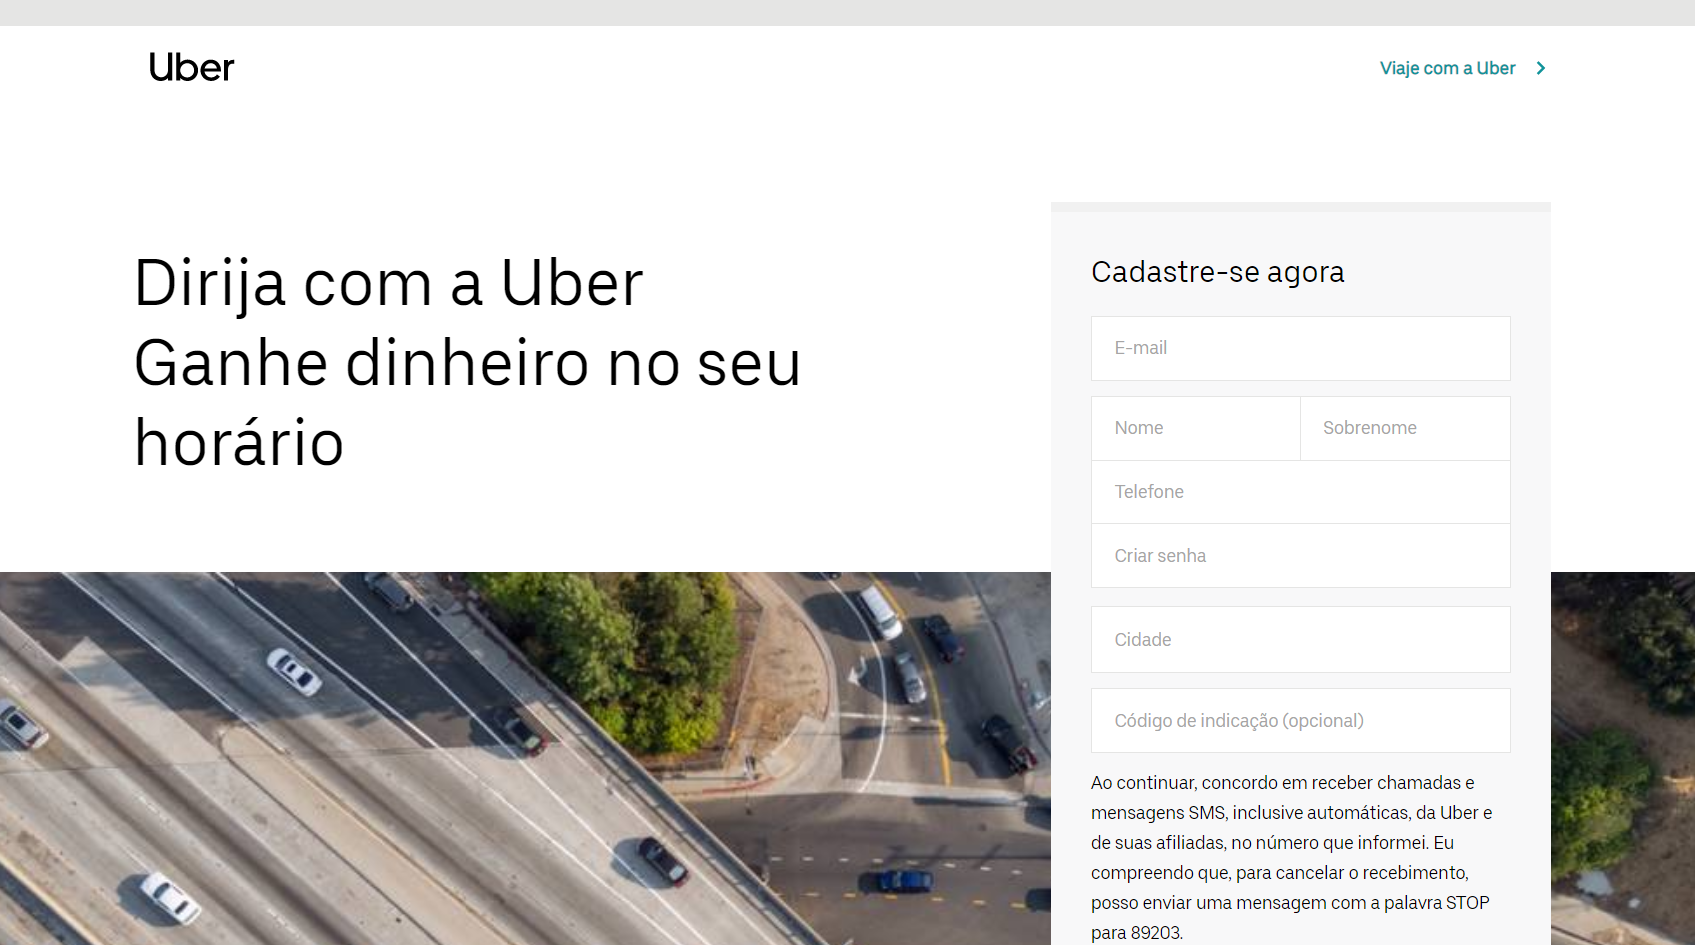 Uber
Viaje com a Uber
Dirija com a Uber
Ganhe dinheiro no seu
horário
Cadastre-se agora
E-mail
Nome
Sobrenome
Telefone
Criar senha
Cidade
Código de indicação (opcional)
Ao continuar, concordo em receber chamadas e
mensagens SMS, inclusive automáticas, da Uber e
de suas afiliadas, no número que informei. Eu
compreendo que, para cancelar o recebimento,
posso enviar uma mensagem com a palavra STOP
para 89203.